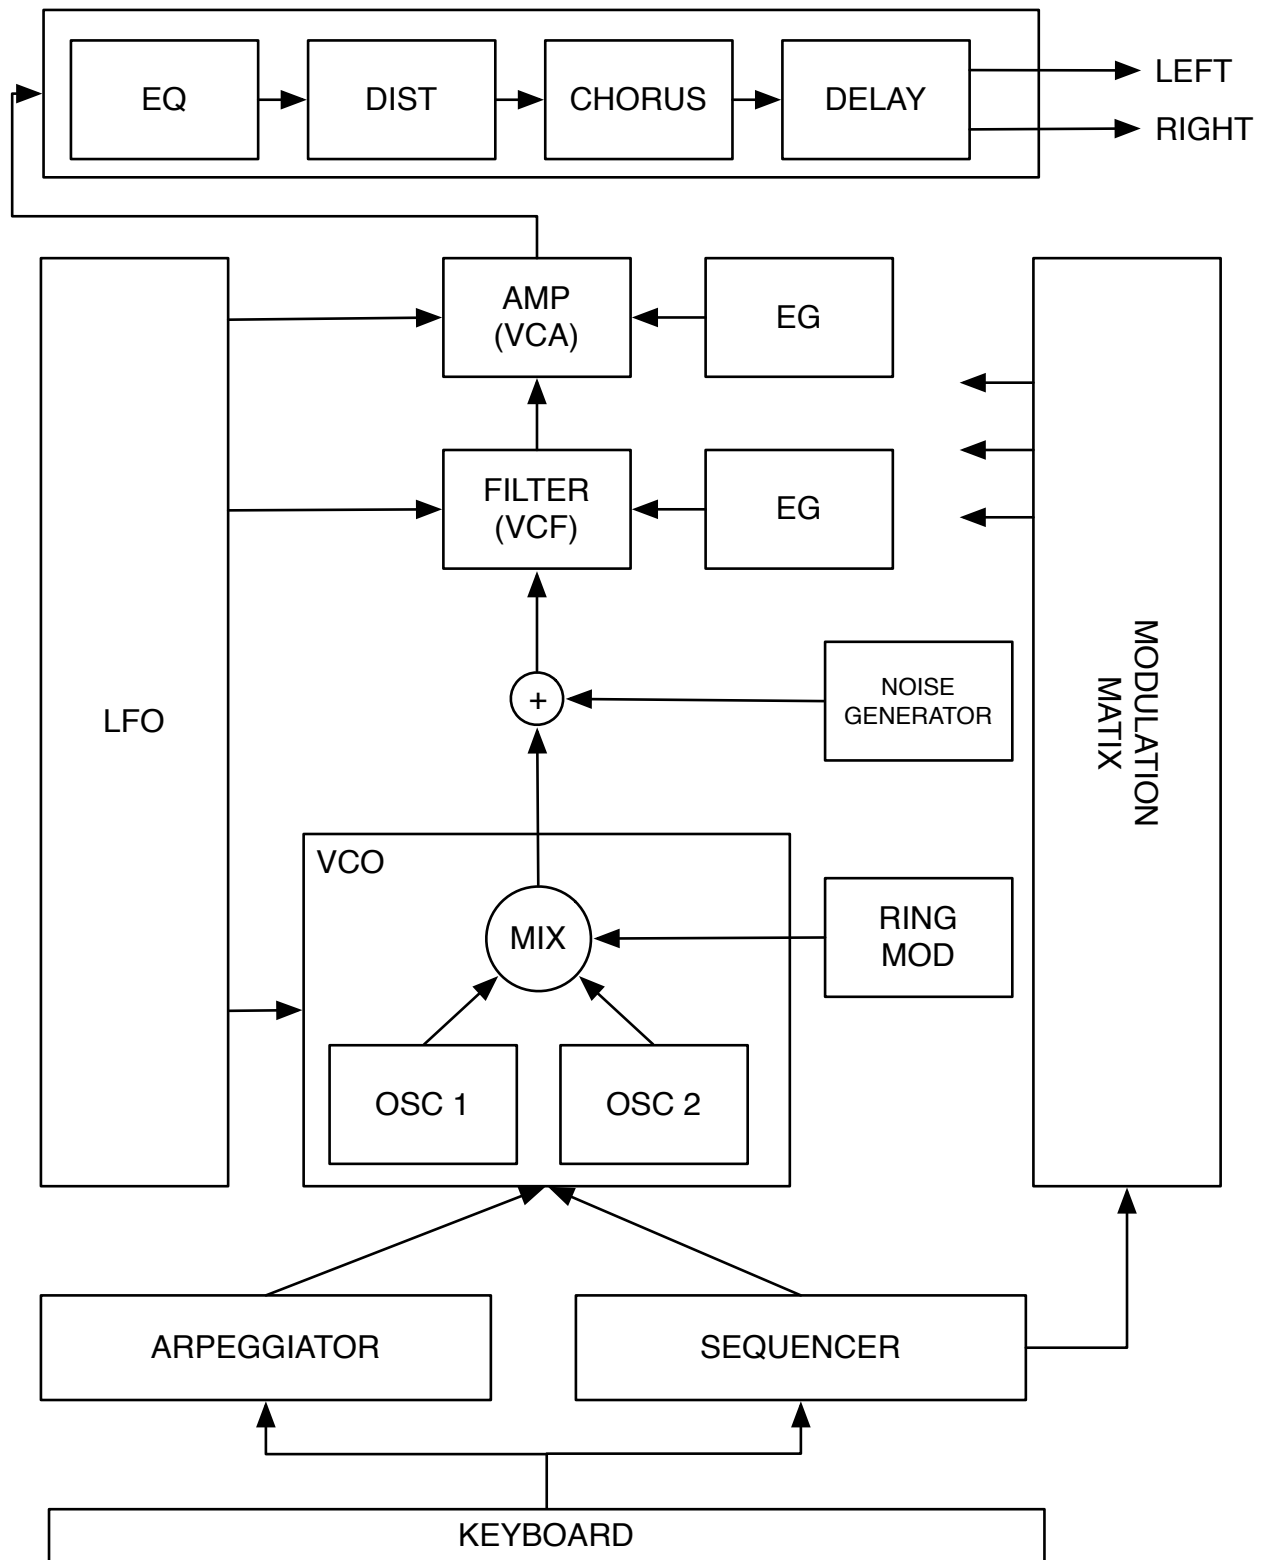 EQ
DIST
CHORUS
DELAY
LEFT
RIGHT
AMP
(VCA)
EG
FILTER
(VCF)
EG
LFO
+
NOISE
GENERATOR
MODULATION
MATIX
VCO
MIX
RING
MOD
OSC 1
OSC 2
ARPEGGIATOR
SEQUENCER
KEYBOARD